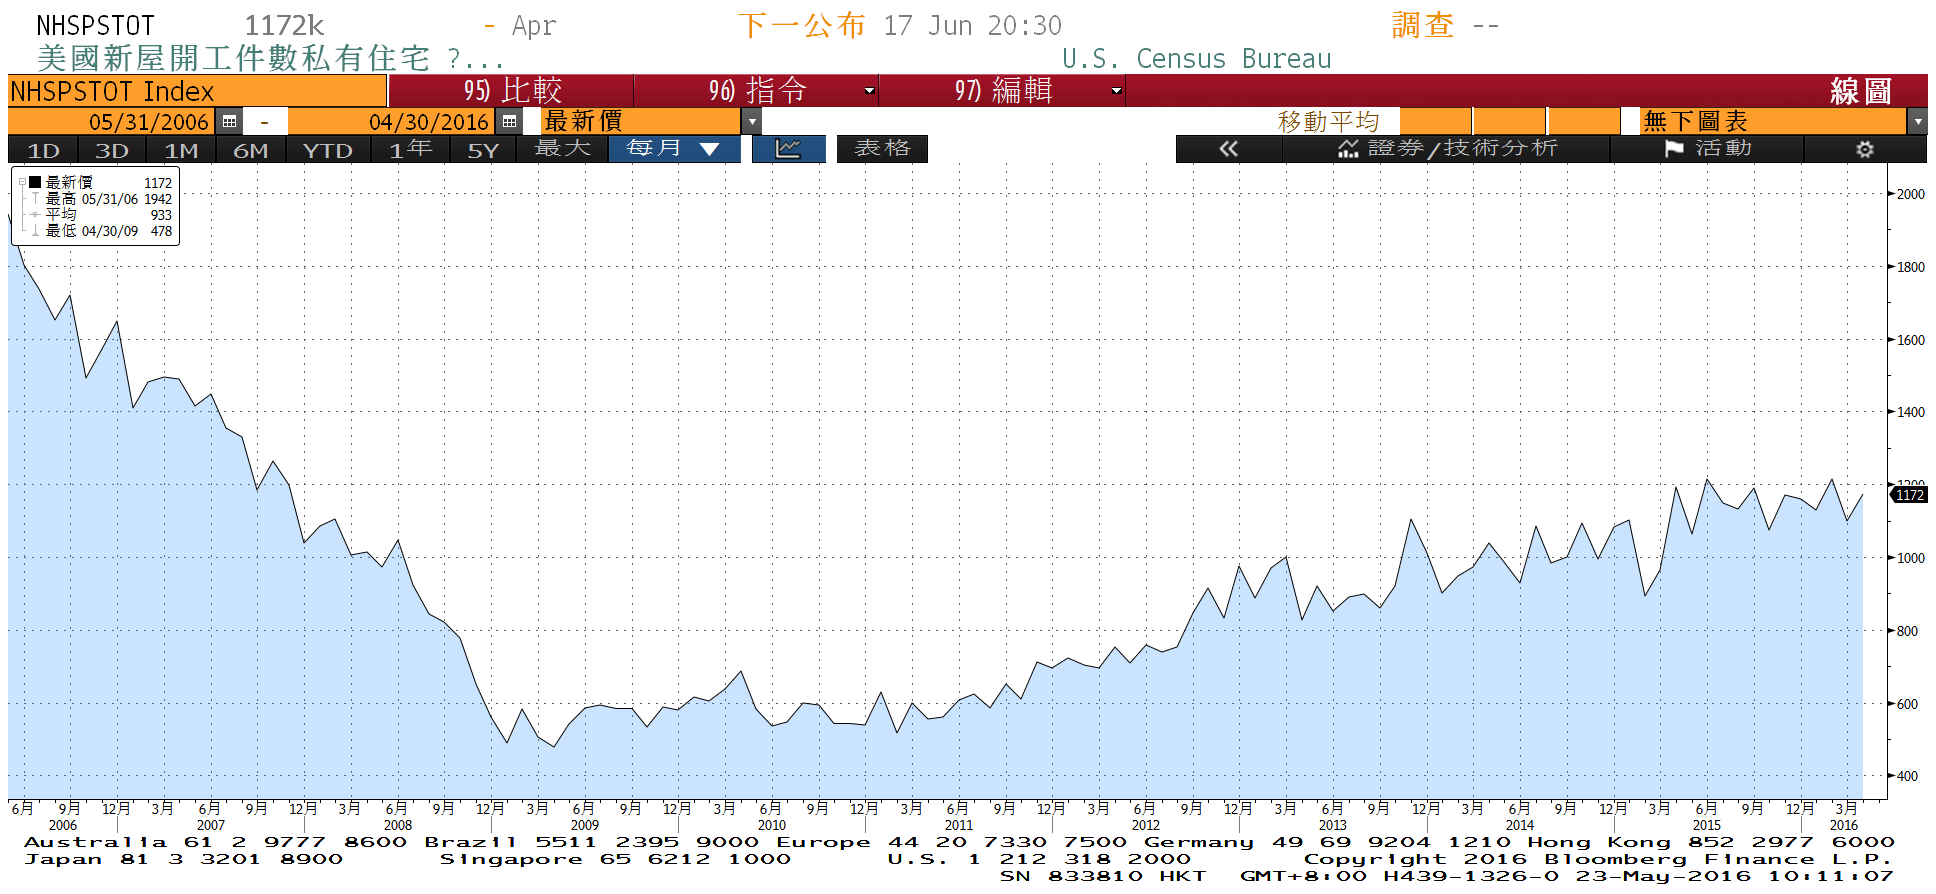 NHSPSTOT 1172k - Apr 下一公布 17 Jun 20:30 調查 --
美國新屋開工件數私有住宅 ?... U.S. Census Bureau
NHSPSTOT Index 95) 比較 96) 指令 97) 編輯 線圖
05/31/2006 - 04/30/2016 最新價 移動平均 無下圖表
1D 3D 1M 6M YTD 1年 5Y 最大 每月 ▼ 表格 « 證券/技術分析 活動
最新價 1172
最高 05/31/06 1942
平均 933
最低 04/30/09 478
2000
1800
1600
1400
1200
1172
1000
800
600
400
6月 9月 12月 3月 6月 9月 12月 3月 6月 9月 12月 3月 6月 9月 12月 3月 6月 9月 12月 3月 6月 9月 12月 3月 6月 9月 12月 3月 6月 9月 12月 3月 6月 9月 12月 3月 6月 9月 12月 3月
2006 2007 2008 2009 2010 2011 2012 2013 2014 2015 2016
Australia 61 2 9777 8600 Brazil 5511 2395 9000 Europe 44 20 7330 7500 Germany 49 69 9204 1210 Hong Kong 852 2977 6000
Japan 81 3 3201 8900 Singapore 65 6212 1000 U.S. 1 212 318 2000 Copyright 2016 Bloomberg Finance L.P.
SN 833810 HKT GMT+8:00 H439-1326-0 23-May-2016 10:11:07